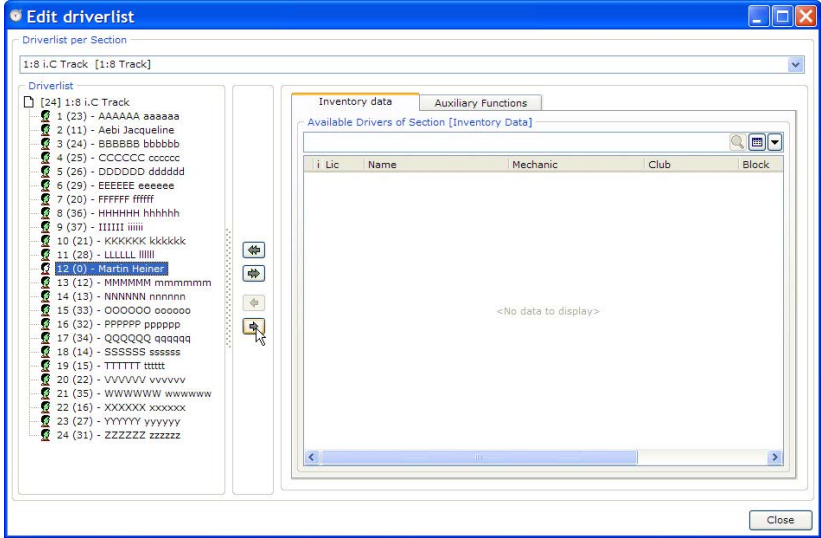 Edit driverlist
Driverlist per Section
1:8 i.C Track [1:8 Track]
Driverlist
[24] 1:8 i.C Track
1 (23) - AAAAAA aaaaaa
2 (11) - Aebi Jacqueline
3 (24) - BBBBBB bbbbbb
4 (25) - CCCCCC cccccc
5 (26) - DDDDDD dddddd
6 (29) - EEEEEE eeeeee
7 (20) - FFFFFF ffffff
8 (36) - HHHHHH hhhhhh
9 (37) - IIIIII iiiiii
10 (21) - KKKKKK kkkkkk
11 (28) - LLLLLL llllll
12 (0) - Martin Heiner
13 (12) - MMMMMM mmmmmm
14 (13) - NNNNNN nnnnnn
15 (33) - OOOOOO oooooo
16 (32) - PPPPPP pppppp
17 (34) - QQQQQQ qqqqqq
18 (14) - SSSSSS ssssss
19 (15) - TTTTTT tttttt
20 (22) - VVVVVV vvvvvv
21 (35) - WWWWWW wwwwww
22 (16) - XXXXXX xxxxxx
23 (27) - YYYYYY yyyyyy
24 (31) - ZZZZZZ zzzzzz
Inventory data Auxiliary Functions
Available Drivers of Section [Inventory Data]
i Lic Name Mechanic Club Block
<No data to display>
Close